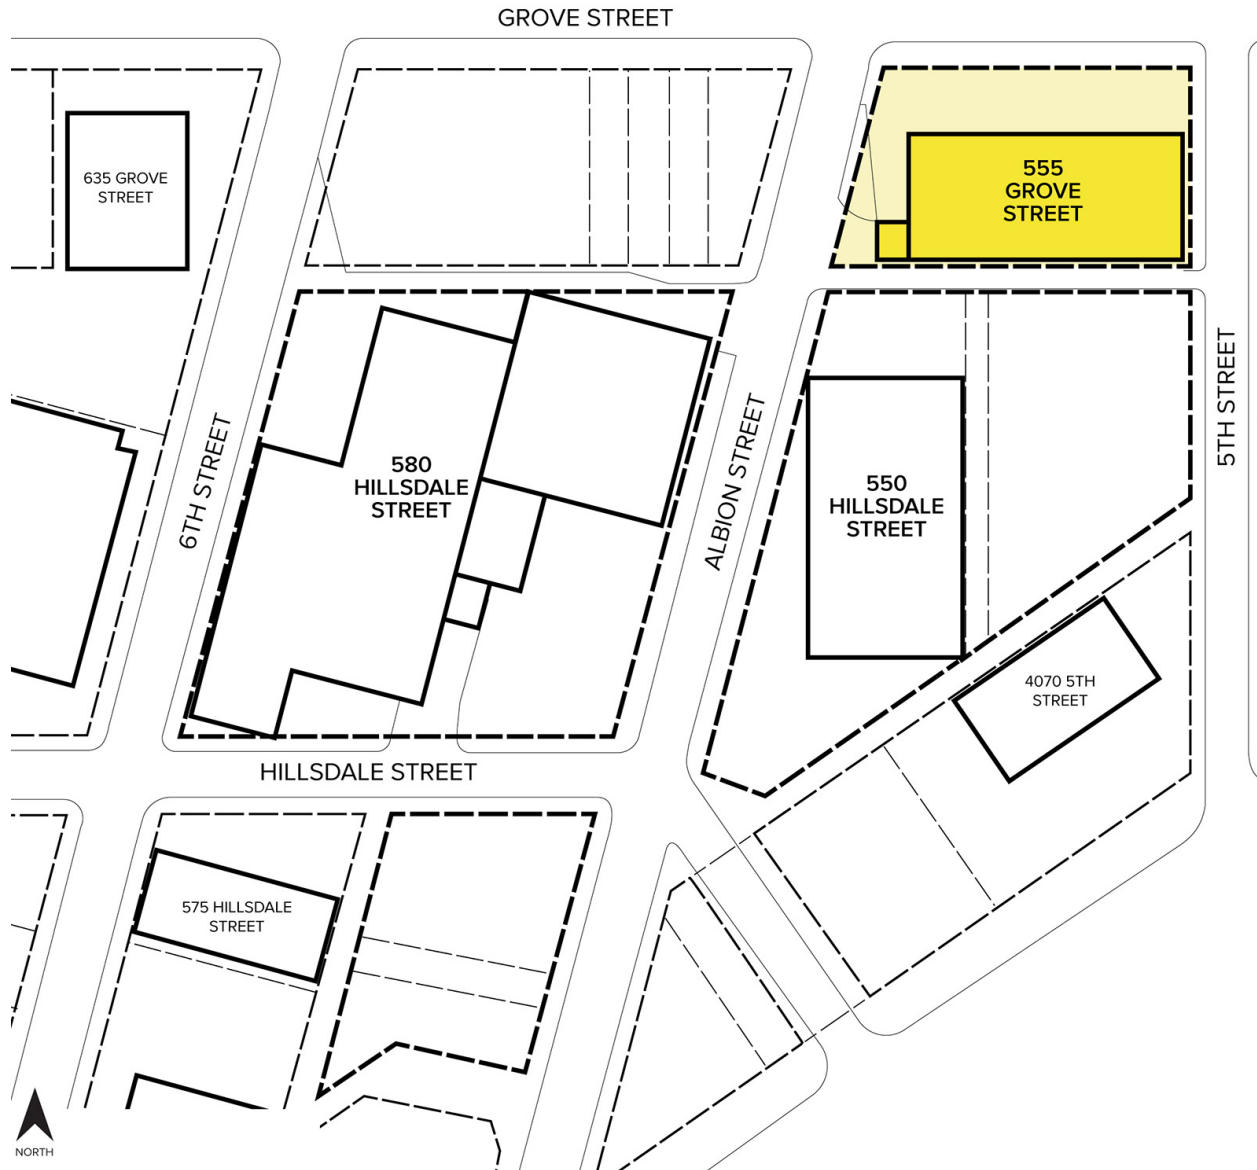 GROVE STREET
635 GROVE
STREET
555
GROVE
STREET
6TH STREET
580
HILLSDALE
STREET
ALBION STREET
550
HILLSDALE
STREET
5TH STREET
4070 5TH
STREET
HILLSDALE STREET
575 HILLSDALE
STREET
NORTH